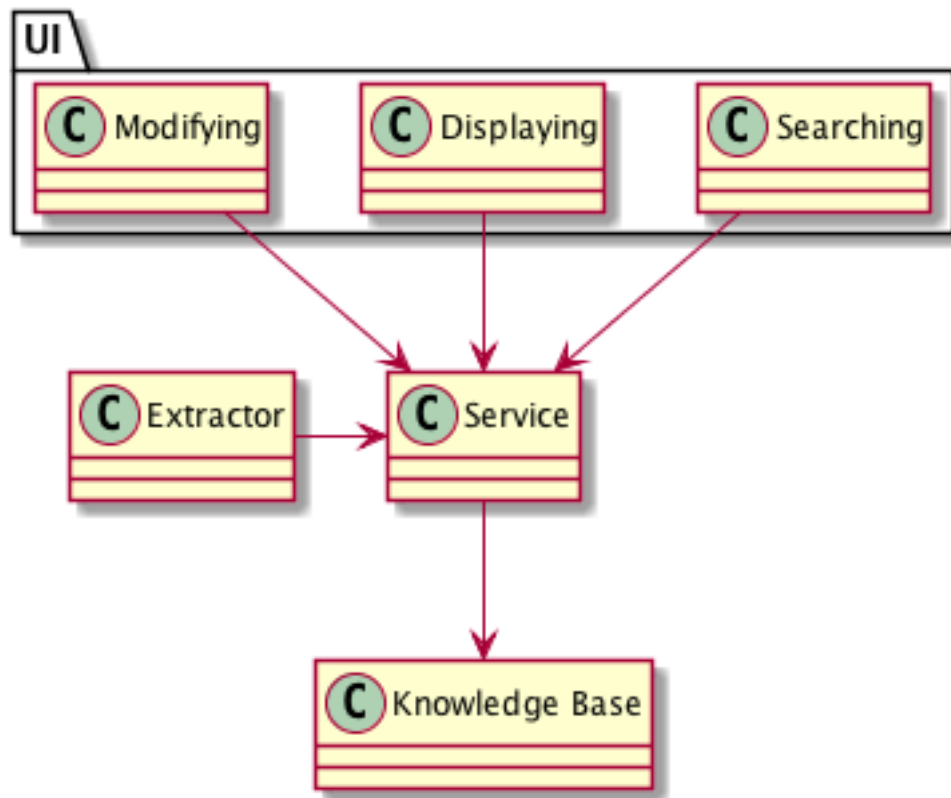 UI
C Modifying
C Displaying
C Searching
C Extractor
C Service
C Knowledge Base